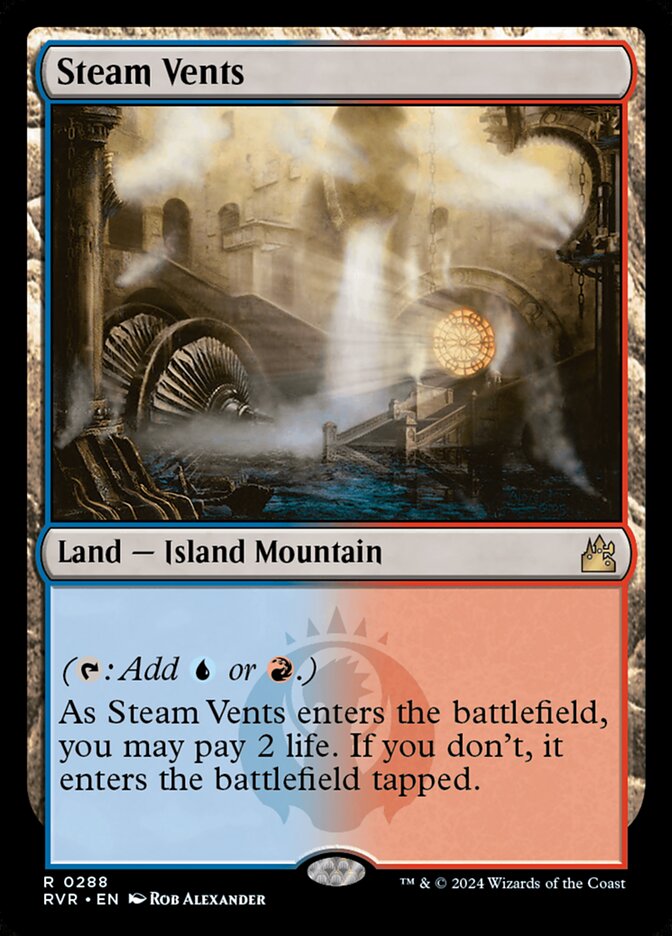 Steam Vents
Land — Island Mountain
(: Add  or .)
As Steam Vents enters the battlefield,
you may pay 2 life. If you don't, it
enters the battlefield tapped.
R 0288
RVR • EN Rob Alexander
™ & © 2024 Wizards of the Coast